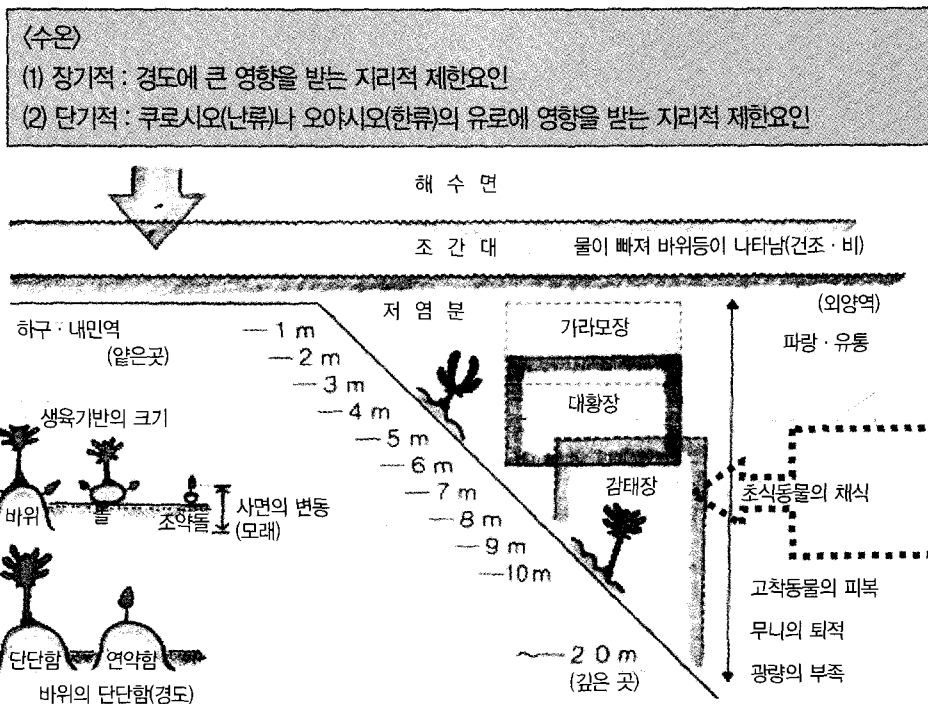 <수온>
(1) 장기적 : 경도에 큰 영향을 받는 지리적 제한요인
(2) 단기적 : 쿠로시오(난류)나 오야시오(한류)의 유로에 영향을 받는 지리적 제한요인
해 수 면
조 간 대
물이 빠져 바위등이 나타남(건조 · 비)
저 염 분
(외양역)
파랑 · 유통
하구 · 내민역
(얕은곳)
1 m
2 m
3 m
4 m
5 m
6 m
7 m
8 m
9 m
10 m
20 m
(깊은 곳)
가라모장
대황장
감태장
생육기반의 크기
바위
돌
조약돌
사면의 변동
(모래)
초식동물의 채식
고착동물의 피복
무니의 퇴적
광량의 부족
단단함
연약함
바위의 단단함(경도)